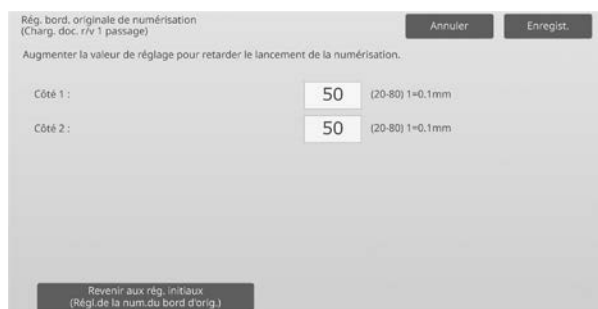 Rég. bord. originale de numérisation
(Charg. doc. r/v 1 passage)
Annuler
Enregist.
Augmenter la valeur de réglage pour retarder le lancement de la numérisation.
Côté 1 :
50
(20-80) 1=0.1mm
Côté 2 :
50
(20-80) 1=0.1mm
Revenir aux rég. initiaux
(Régl.de la num.du bord d'orig.)